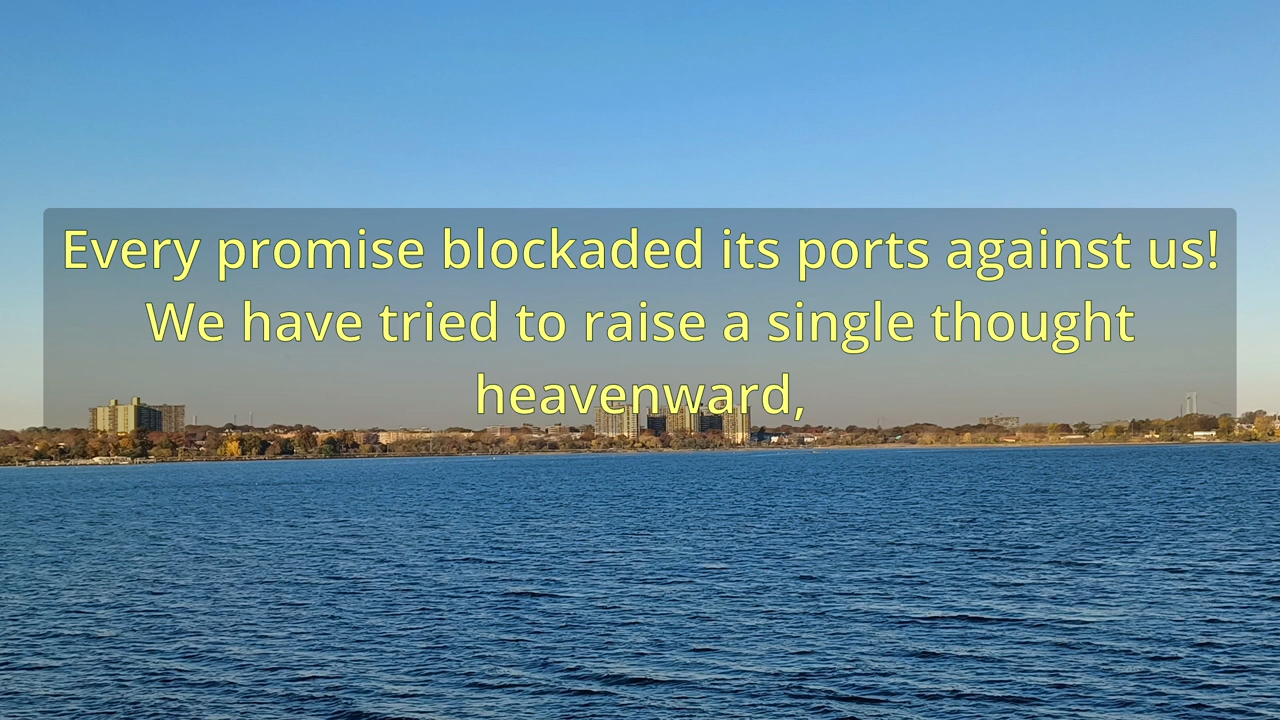 Every promise blockaded its ports against us!
We have tried to raise a single thought
heavenward,